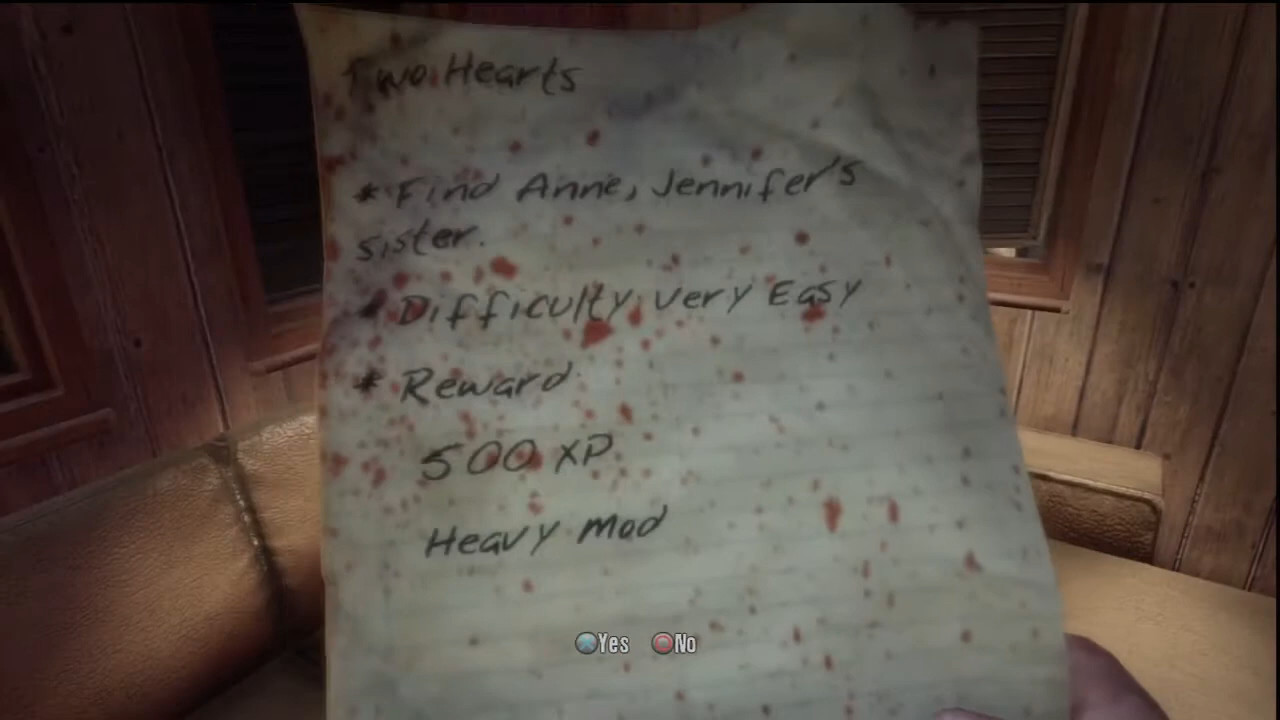 Two Hearts
* Find Anne, Jennifer's
sister.
* Difficulty very Easy
* Reward
500 XP
Heavy Mod
Yes No